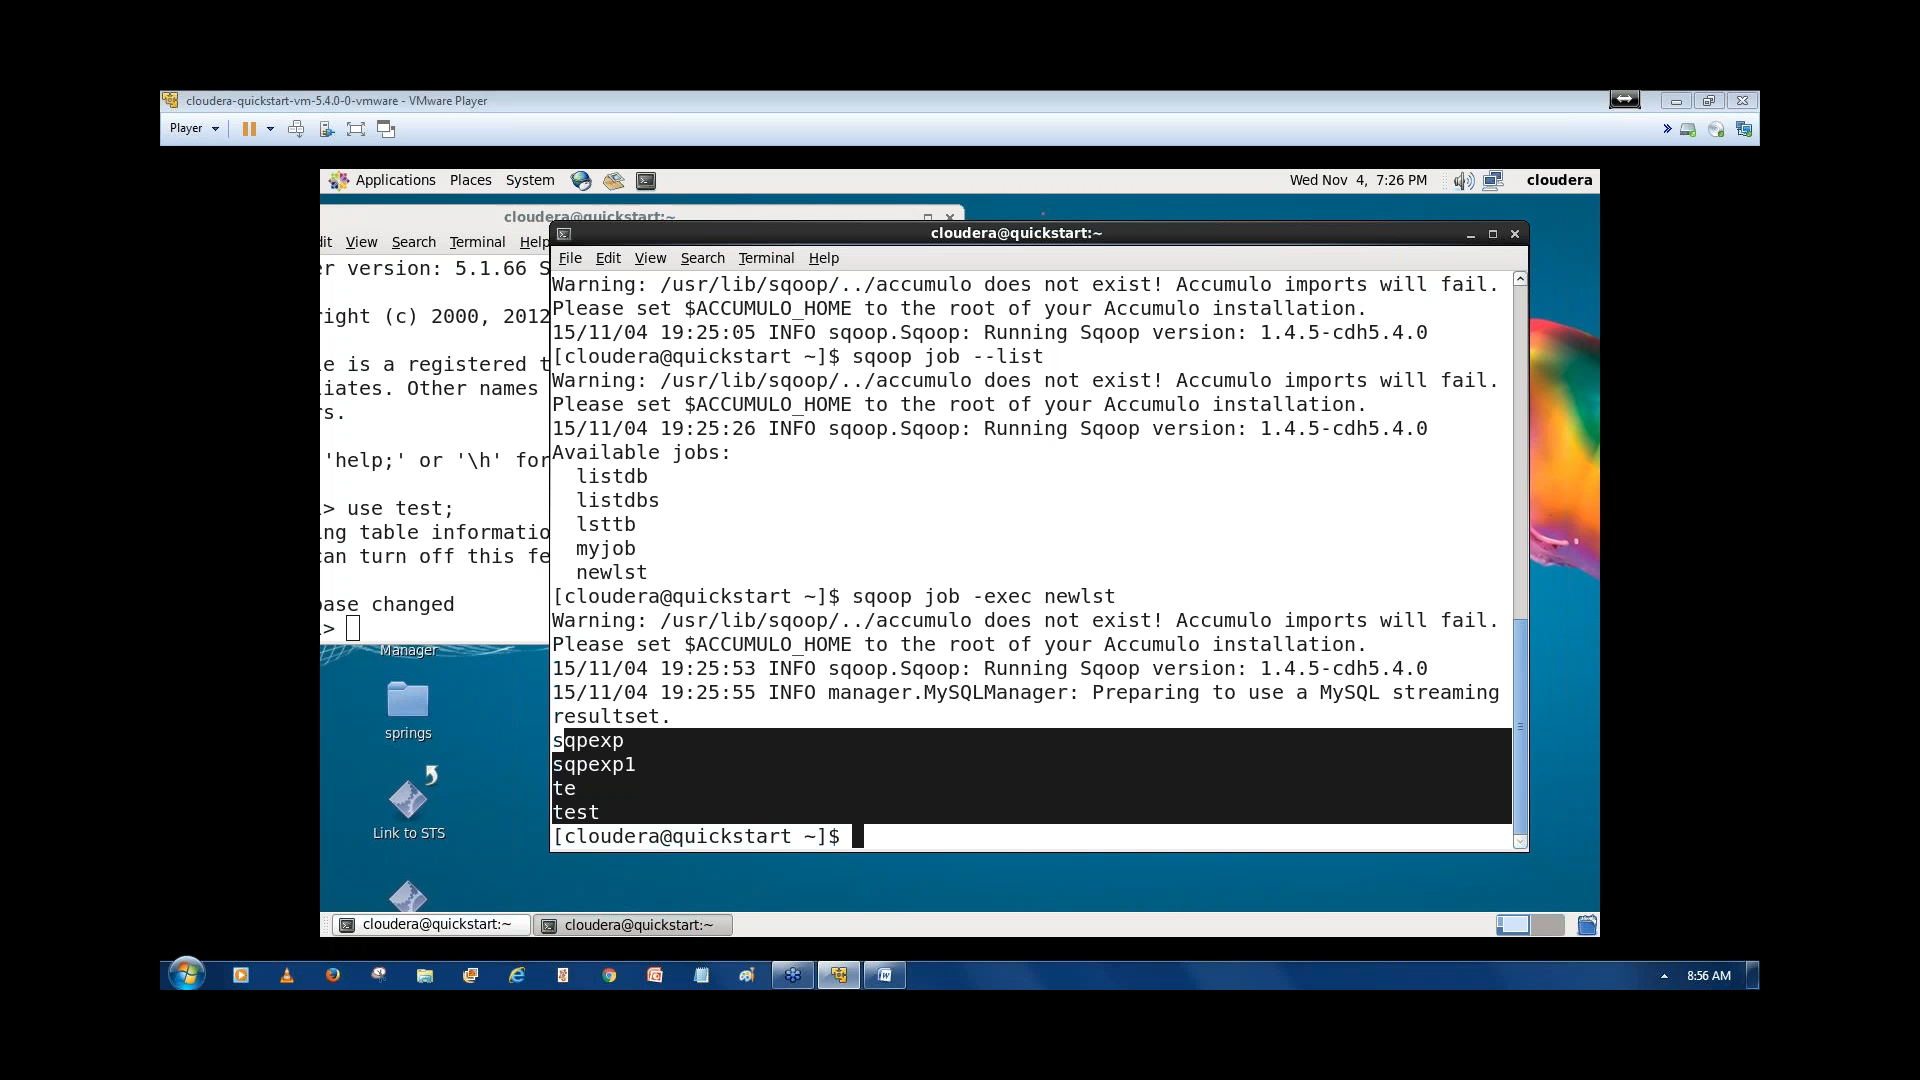 cloudera-quickstart-vm-5.4.0-0-vmware - VMware Player
Player
Applications Places System
Wed Nov 4, 7:26 PM
cloudera
cloudera@quickstart:~
dit View Search Terminal Help
er version: 5.1.66 S
right (c) 2000, 2012
le is a registered t
liates. Other names
rs.
'help;' or '\h' for
l> use test;
ing table informatio
can turn off this fe
base changed
l>
cloudera@quickstart:~
File Edit View Search Terminal Help
Warning: /usr/lib/sqoop/../accumulo does not exist! Accumulo imports will fail.
Please set $ACCUMULO_HOME to the root of your Accumulo installation.
15/11/04 19:25:05 INFO sqoop.Sqoop: Running Sqoop version: 1.4.5-cdh5.4.0
[cloudera@quickstart ~]$ sqoop job --list
Warning: /usr/lib/sqoop/../accumulo does not exist! Accumulo imports will fail.
Please set $ACCUMULO_HOME to the root of your Accumulo installation.
15/11/04 19:25:26 INFO sqoop.Sqoop: Running Sqoop version: 1.4.5-cdh5.4.0
Available jobs:
listdb
listdbs
lsttb
myjob
newlst
[cloudera@quickstart ~]$ sqoop job -exec newlst
Warning: /usr/lib/sqoop/../accumulo does not exist! Accumulo imports will fail.
Please set $ACCUMULO_HOME to the root of your Accumulo installation.
15/11/04 19:25:53 INFO sqoop.Sqoop: Running Sqoop version: 1.4.5-cdh5.4.0
15/11/04 19:25:55 INFO manager.MySQLManager: Preparing to use a MySQL streaming
resultset.
sqpexp
sqpexp1
te
test
[cloudera@quickstart ~]$
Manager
springs
Link to STS
cloudera@quickstart:~
cloudera@quickstart:~
8:56 AM